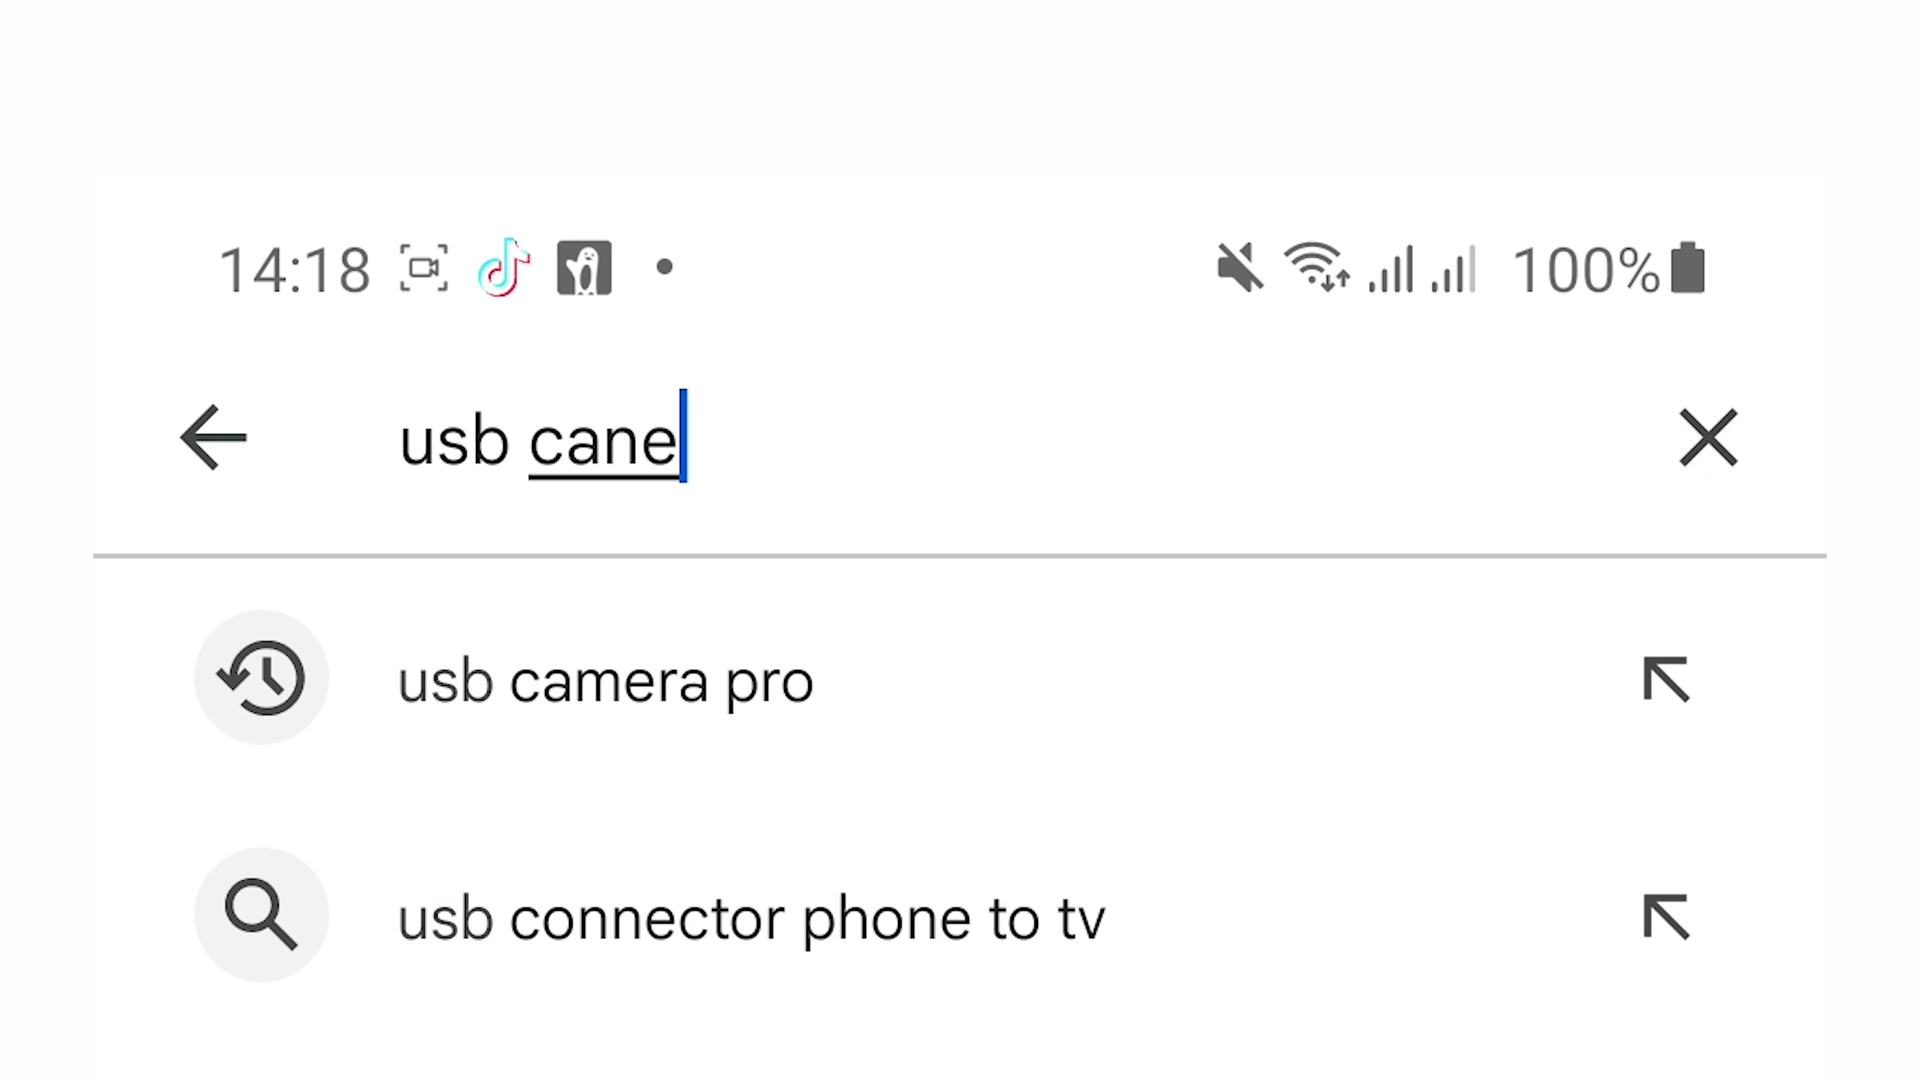 14:18 100%
usb cane
usb camera pro
usb connector phone to tv